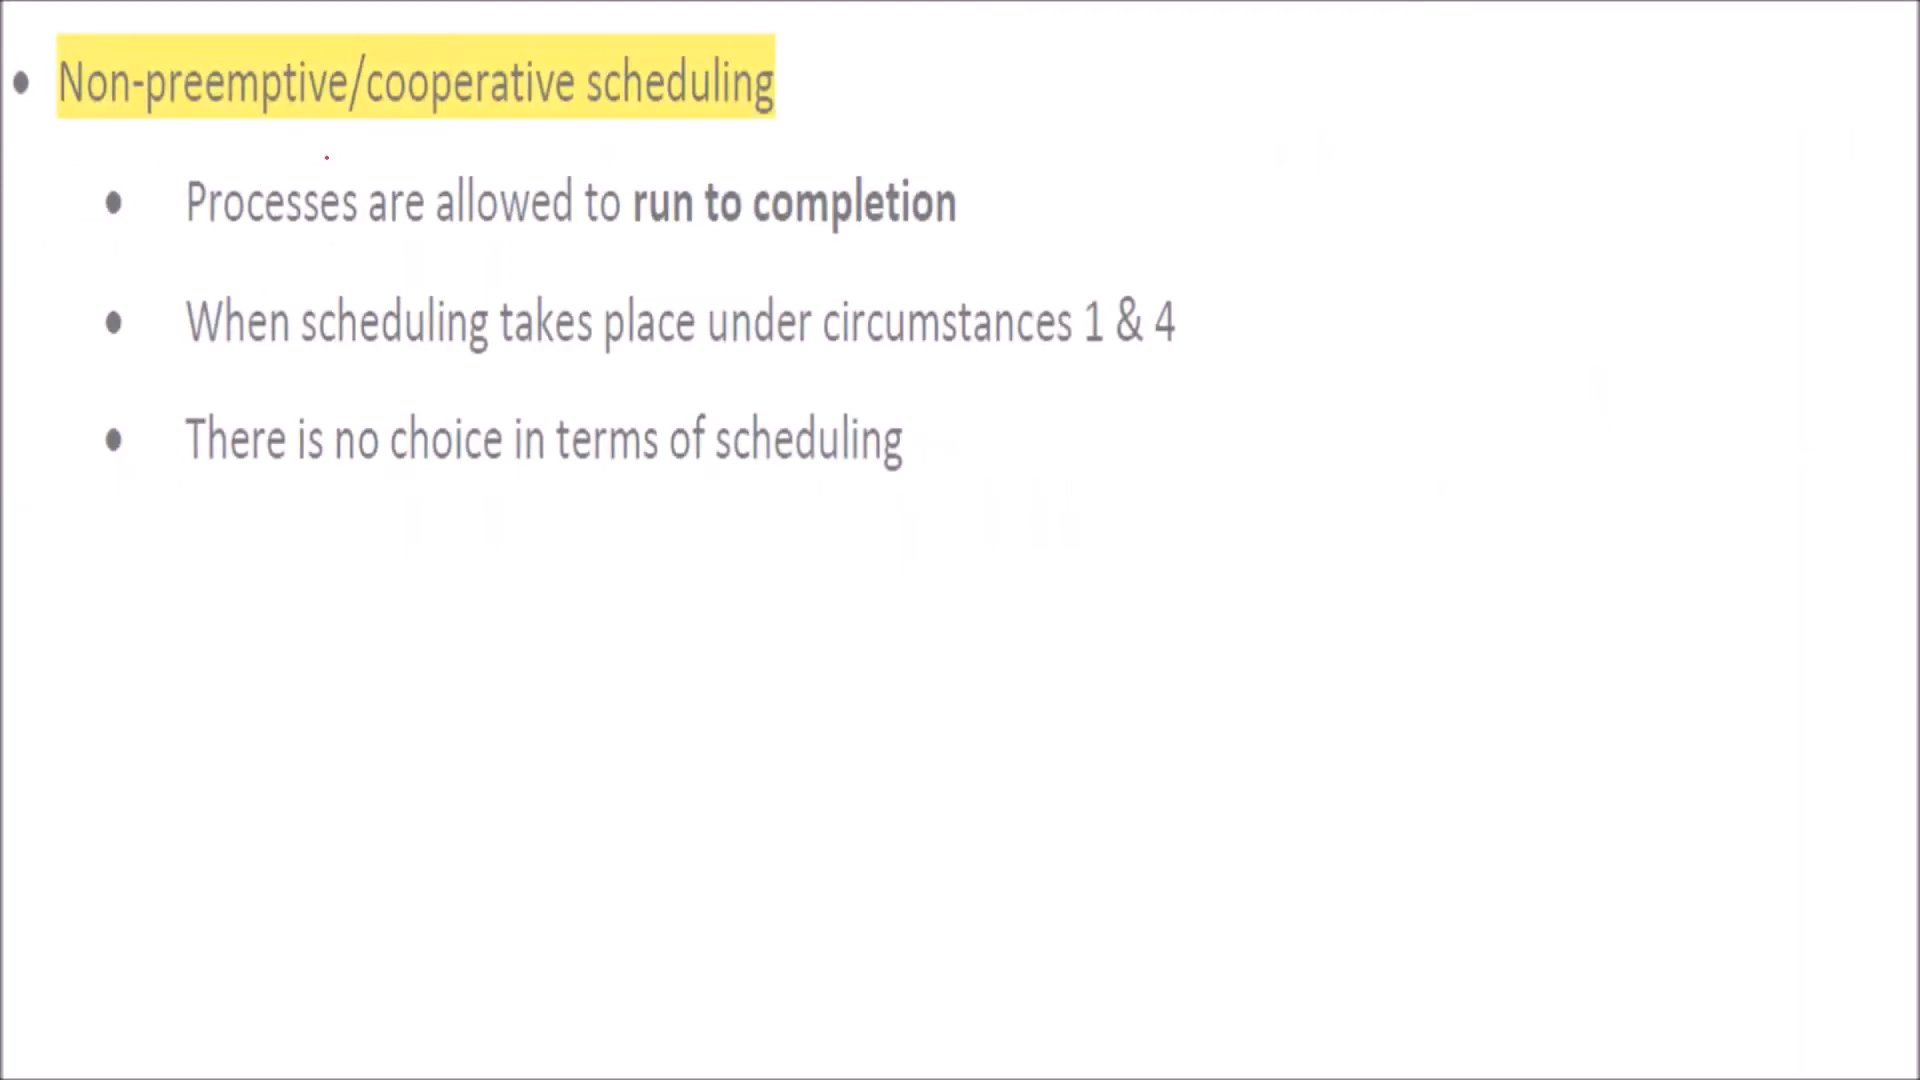 • Non-preemptive/cooperative scheduling
• Processes are allowed to run to completion
• When scheduling takes place under circumstances 1 & 4
• There is no choice in terms of scheduling